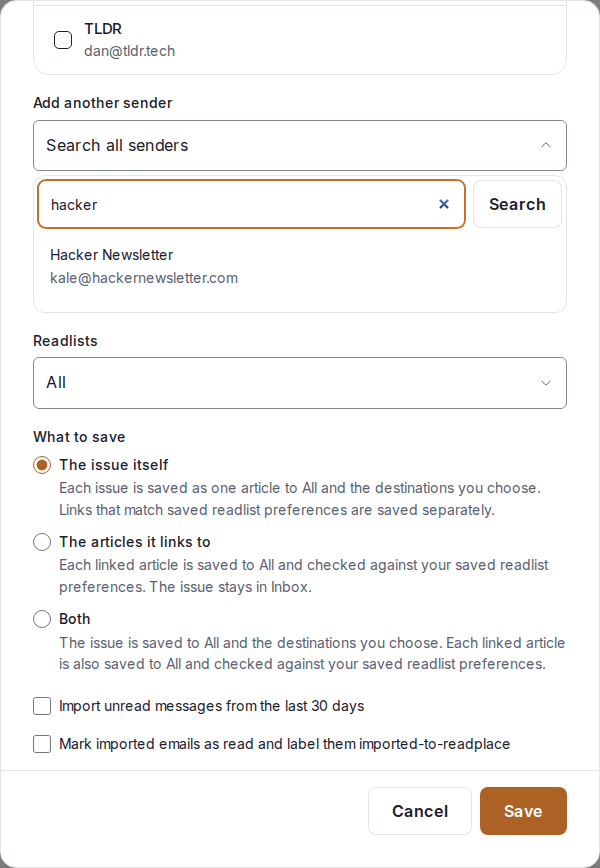 TLDR
dan@tldr.tech
Add another sender
Search all senders
hacker
Search
Hacker Newsletter
kale@hackernewsletter.com
Readlists
All
What to save
The issue itself
Each issue is saved as one article to All and the destinations you choose.
Links that match saved readlist preferences are saved separately.
The articles it links to
Each linked article is saved to All and checked against your saved readlist
preferences. The issue stays in Inbox.
Both
The issue is saved to All and the destinations you choose. Each linked article
is also saved to All and checked against your saved readlist preferences.
Import unread messages from the last 30 days
Mark imported emails as read and label them imported-to-readplace
Cancel
Save